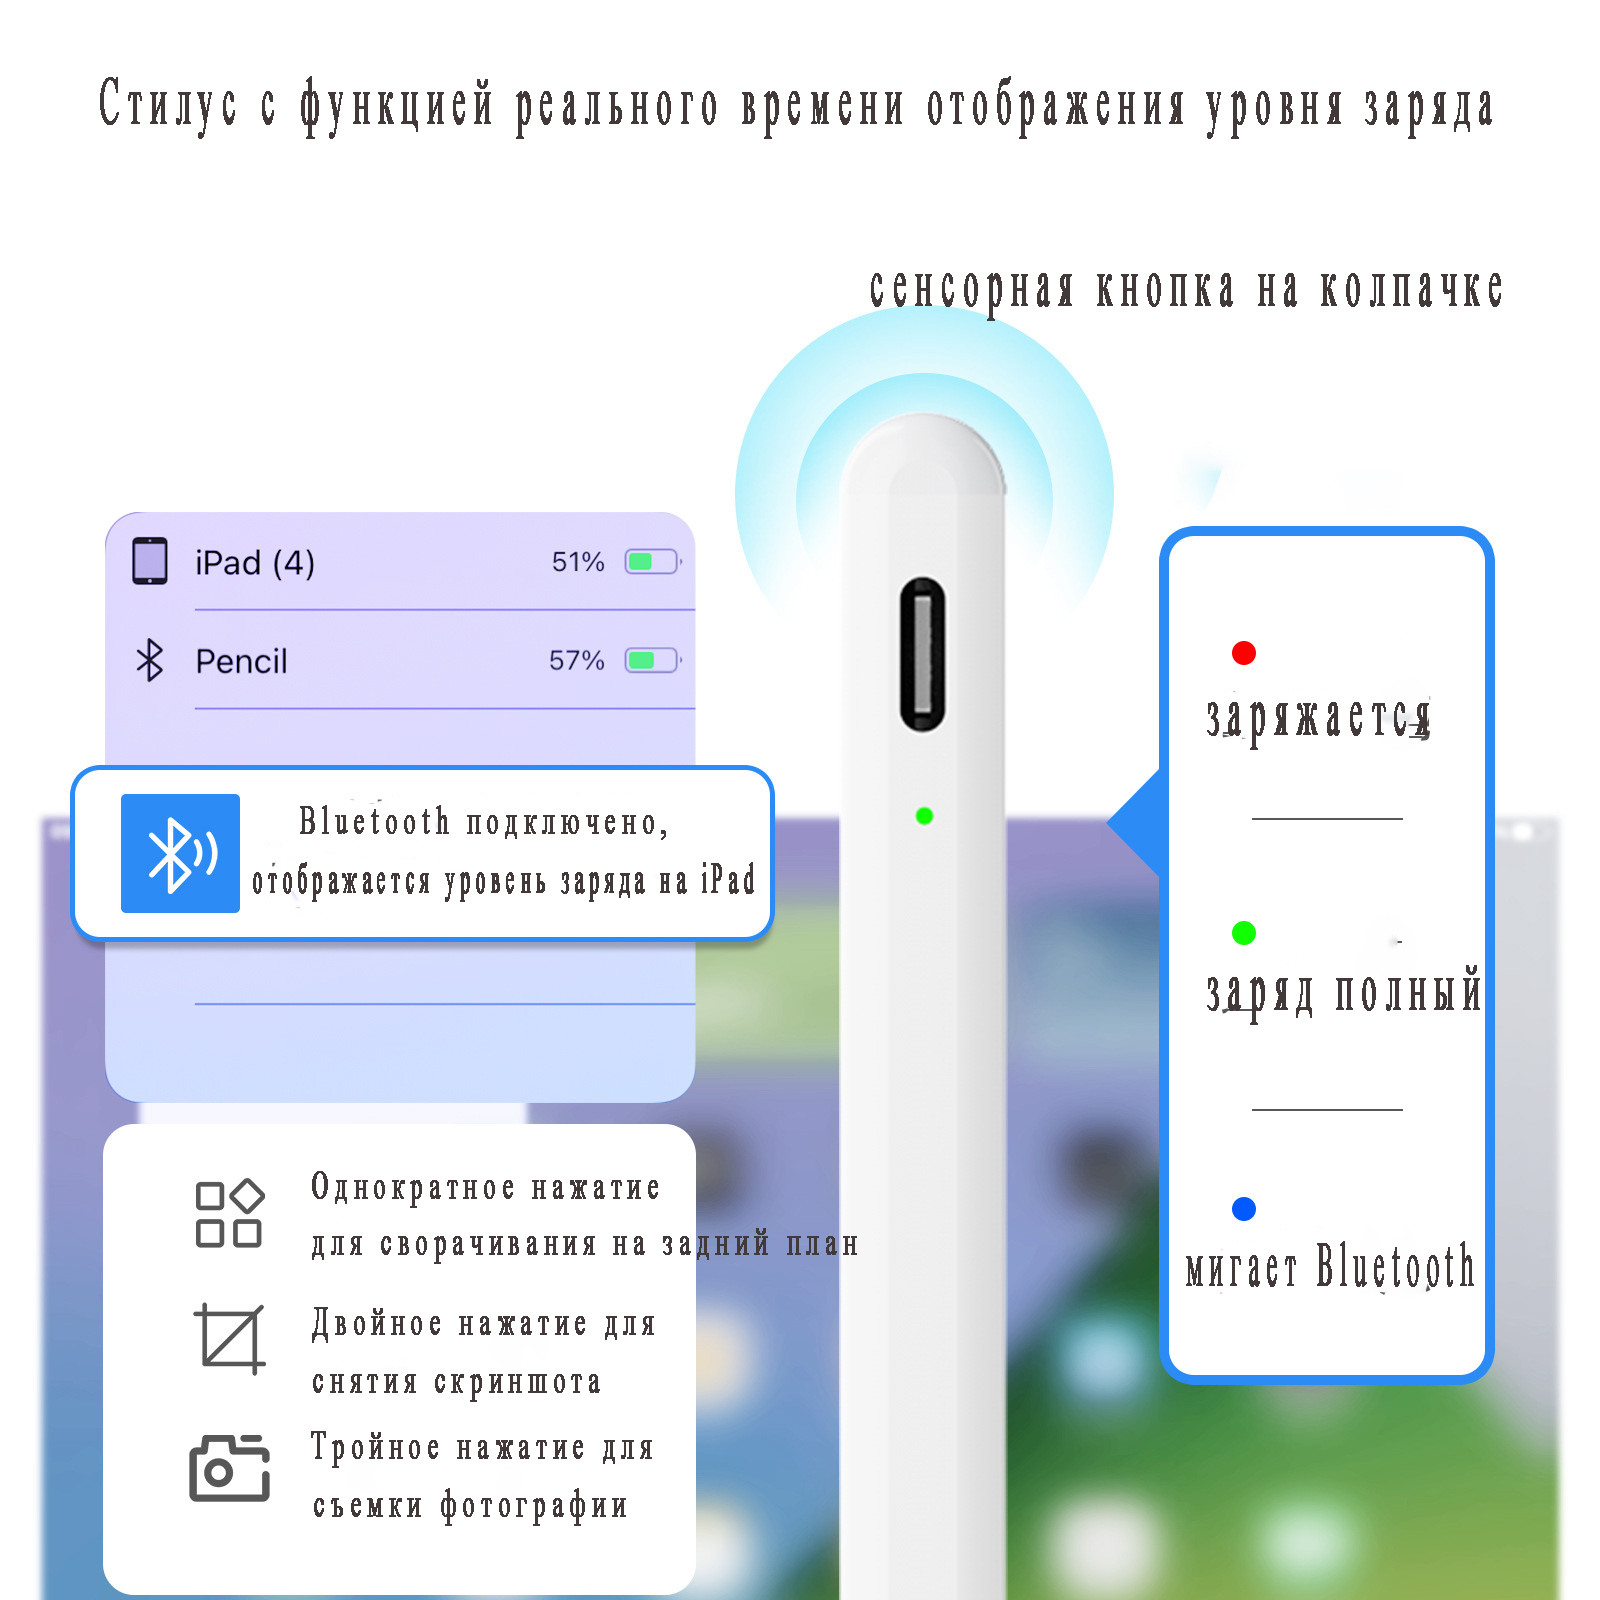 Стилус с функцией реального времени отображения уровня заряда
сенсорная кнопка на колпачке
iPad (4) 51%
Pencil 57%
Bluetooth подключено,
отображается уровень заряда на iPad
заряжается
заряд полный
мигает Bluetooth
Однократное нажатие
для сворачивания на задний план
Двойное нажатие для
снятия скриншота
Тройное нажатие для
съемки фотографии